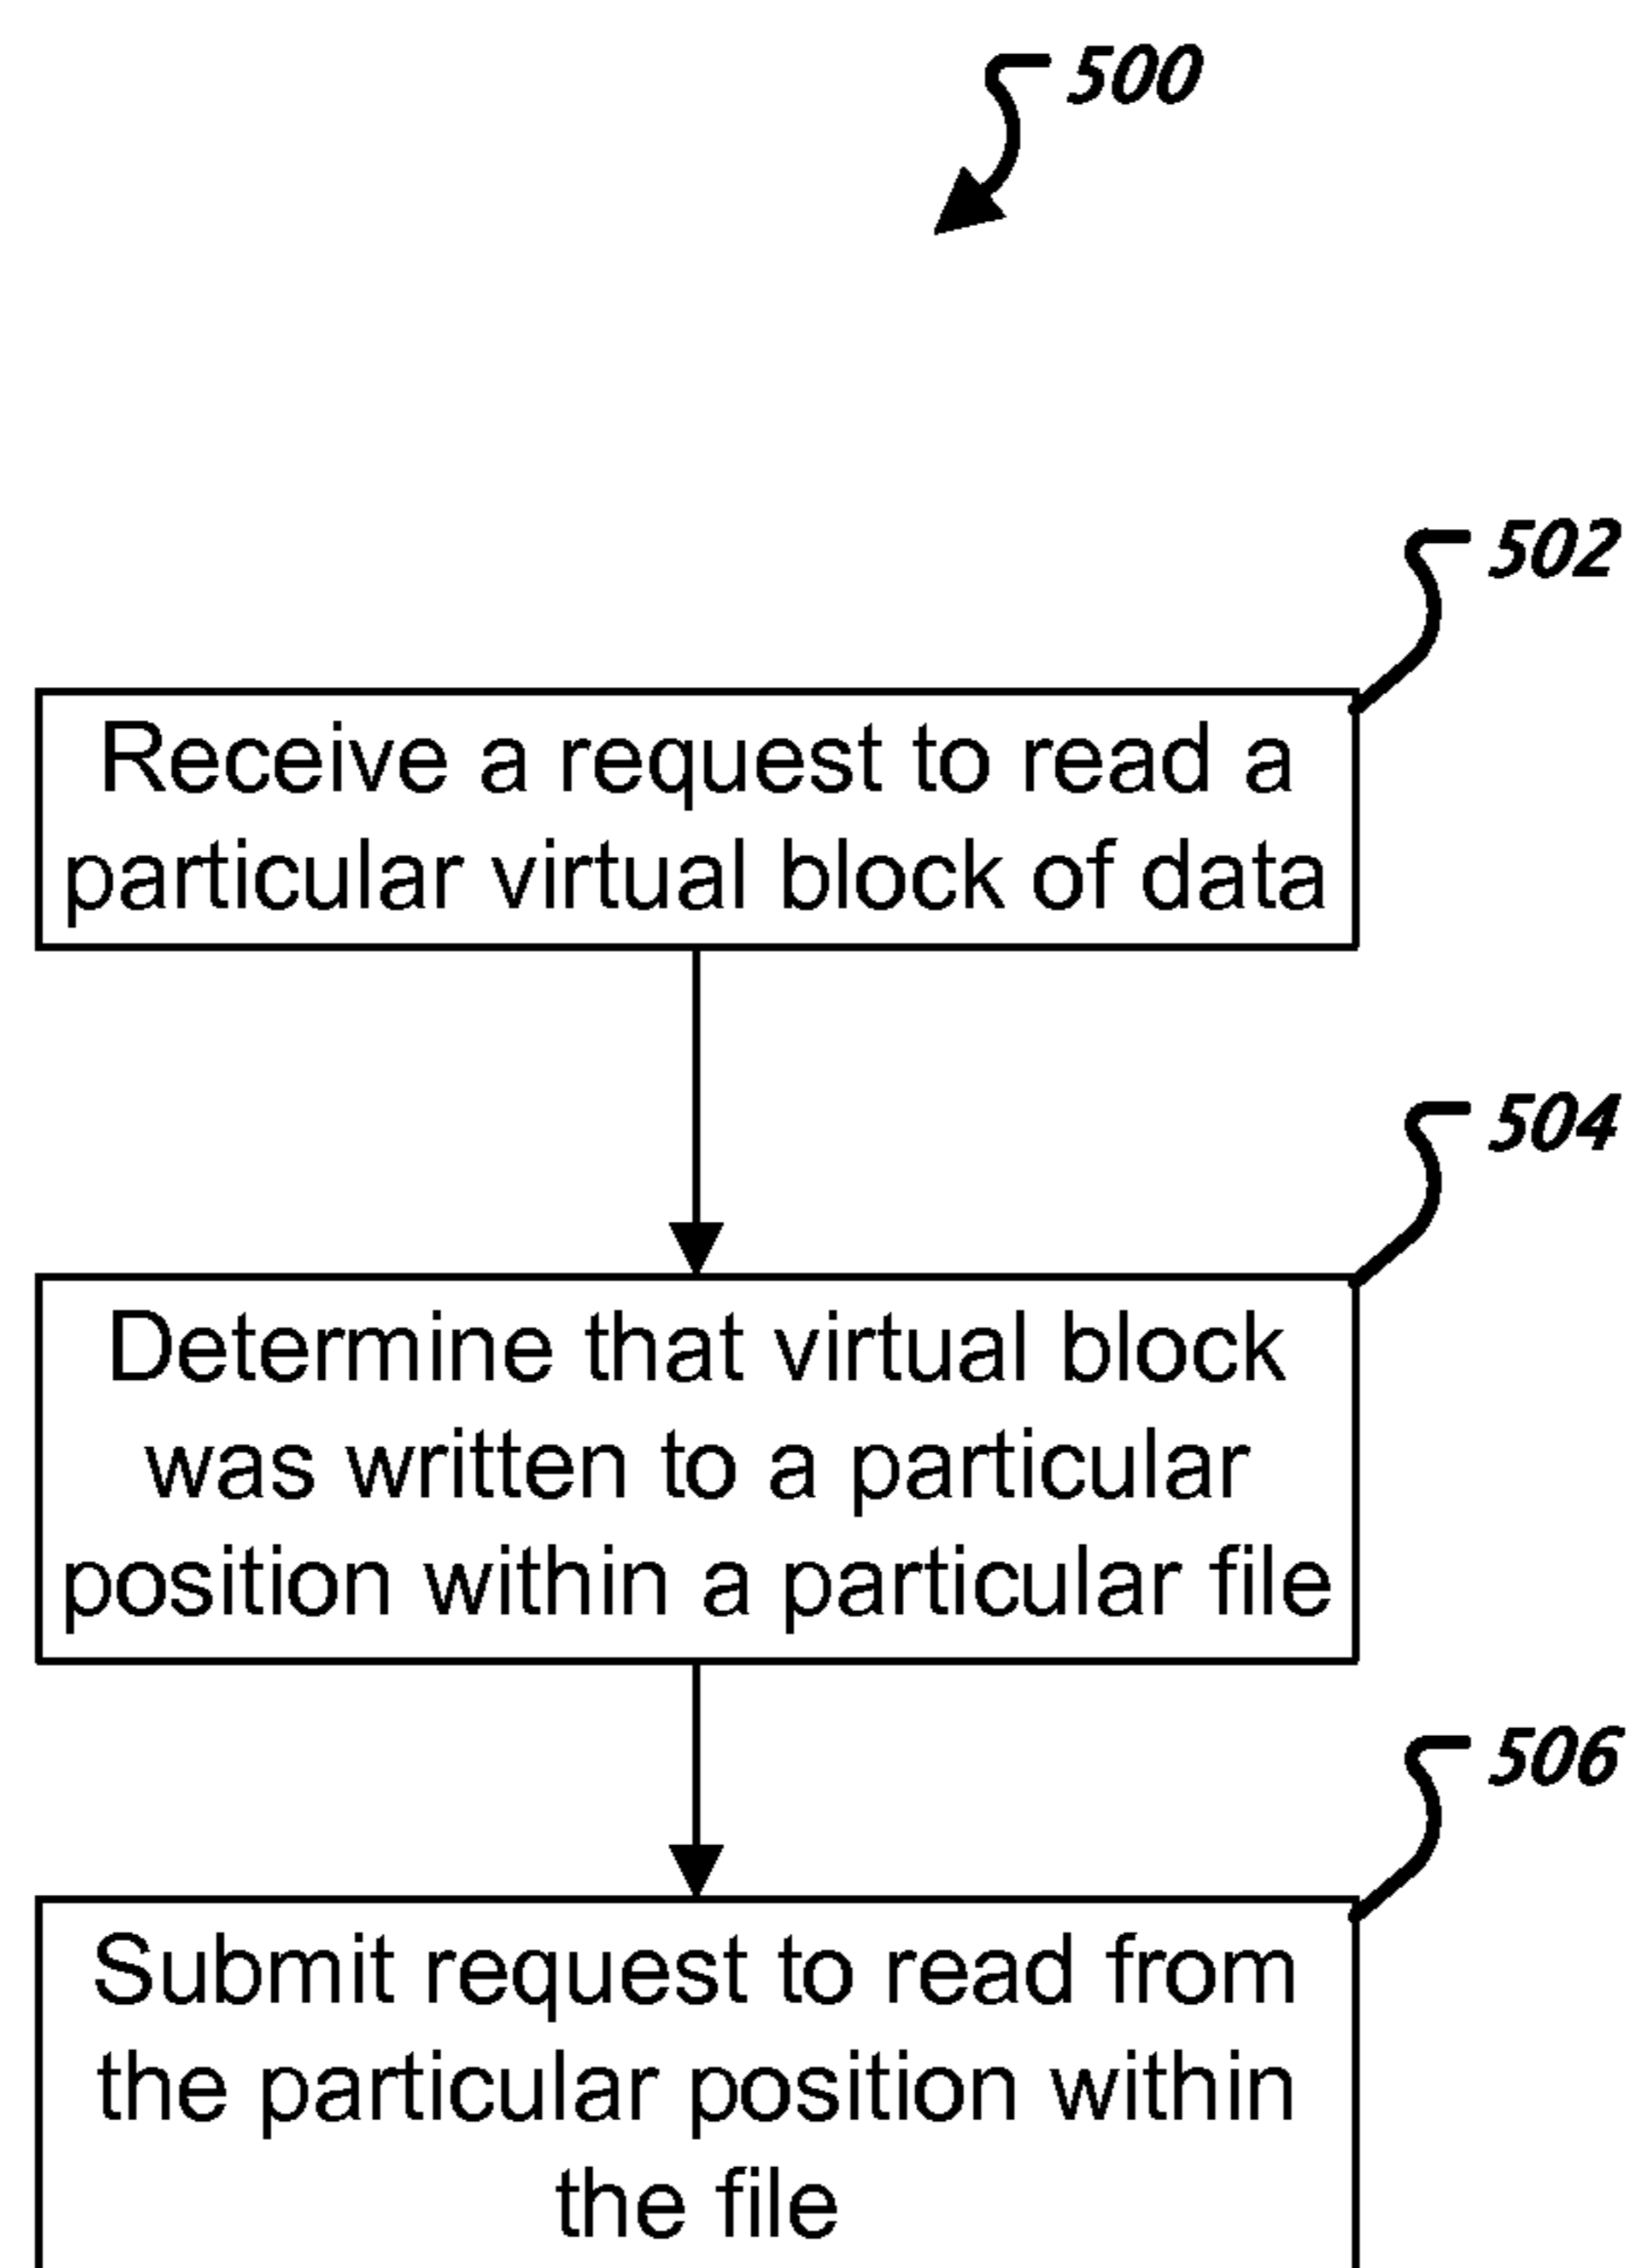 500
502
Receive a request to read a
particular virtual block of data
504
Determine that virtual block
was written to a particular
position within a particular file
506
Submit request to read from
the particular position within
the file